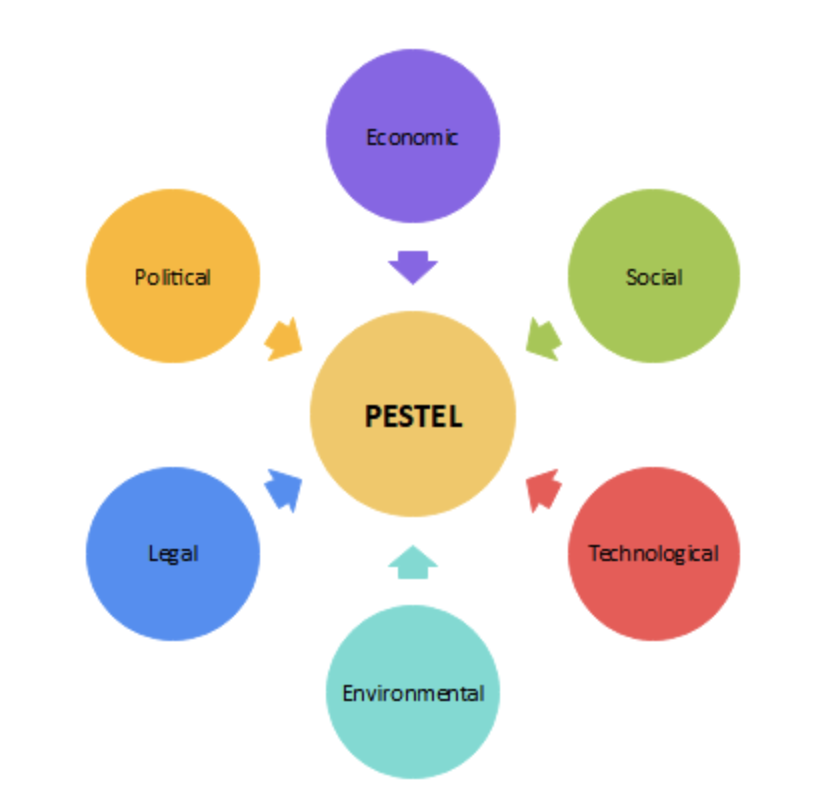 Economic
Political
Social
PESTEL
Legal
Technological
Environmental